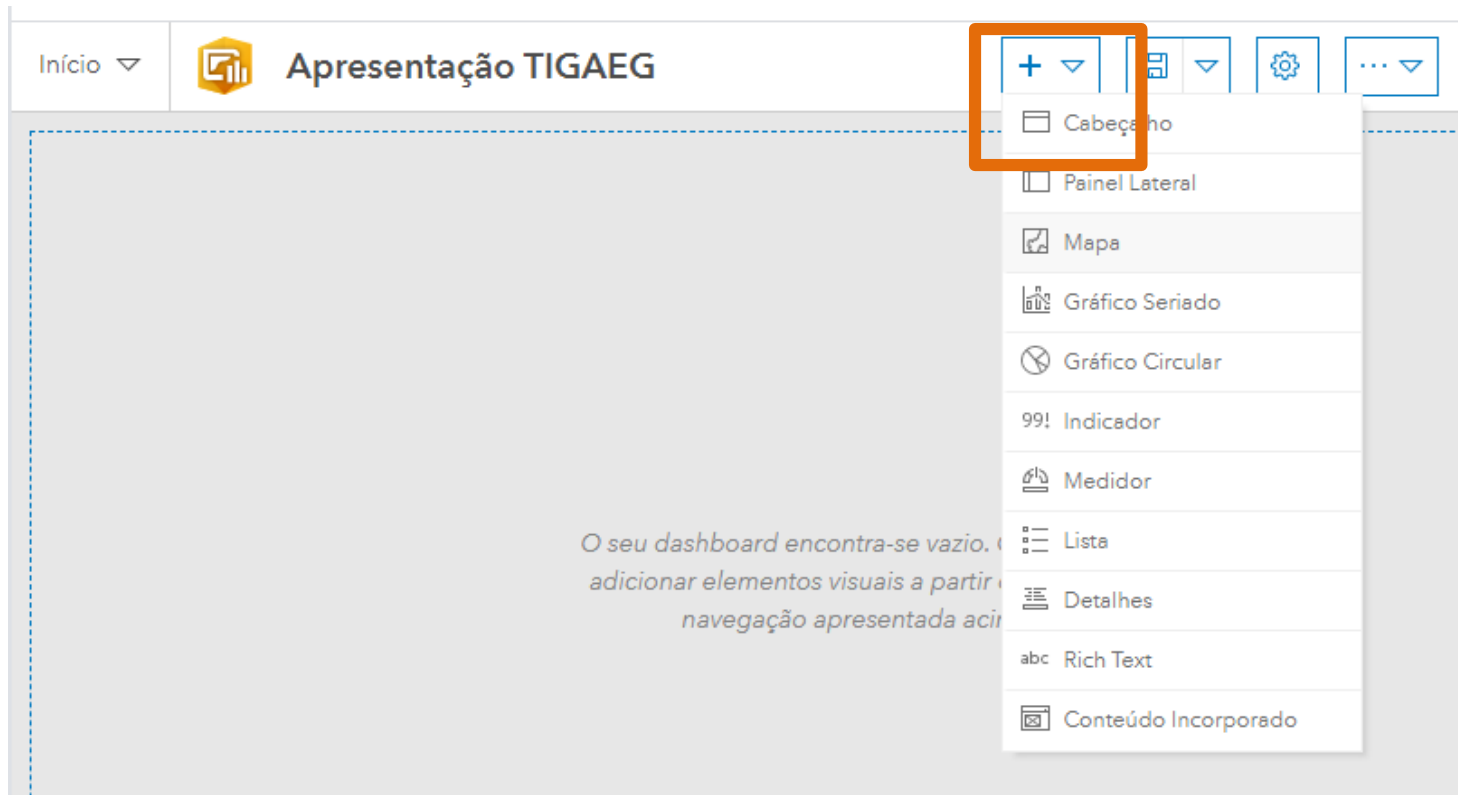 Início
Apresentação TIGAEG
Cabeçalho
Painel Lateral
Mapa
Gráfico Seriado
Gráfico Circular
99! Indicador
Medidor
Lista
Detalhes
abc Rich Text
Conteúdo Incorporado
O seu dashboard encontra-se vazio.
adicionar elementos visuais a partir
navegação apresentada